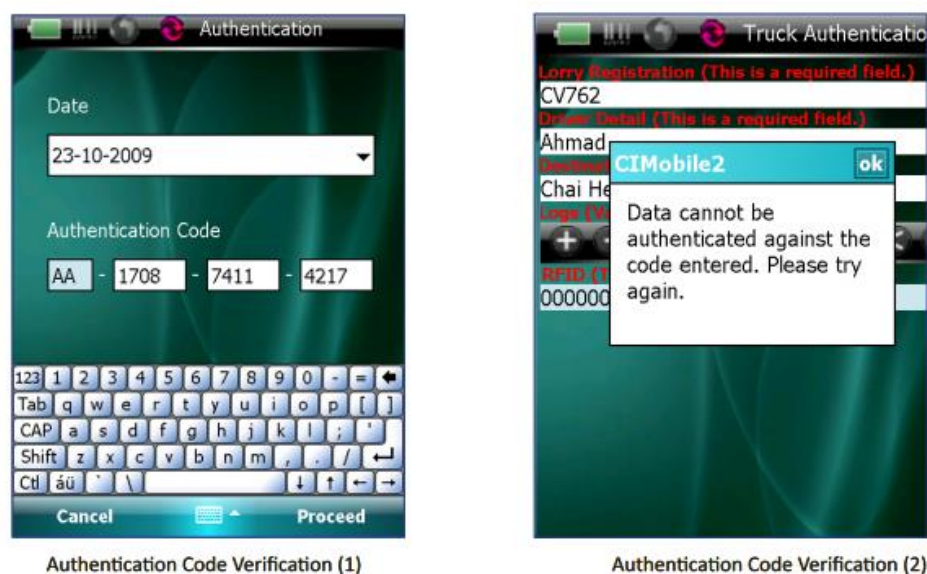 Authentication
Date
23-10-2009
Authentication Code
AA - 1708 - 7411 - 4217
123 1 2 3 4 5 6 7 8 9 0 - =
Tab q w e r t y u i o p [ ]
CAP a s d f g h j k l ; '
Shift z x c v b n m , . /
Ctl áü ` \
Cancel Proceed
Authentication Code Verification (1)
Truck Authenticatio
Lorry Registration (This is a required field.)
CV762
Driver Detail (This is a required field.)
Ahmad
CIMobile2 ok
Chai He
Logs
Data cannot be
authenticated against the
code entered. Please try
again.
RFID (T
000000
Authentication Code Verification (2)